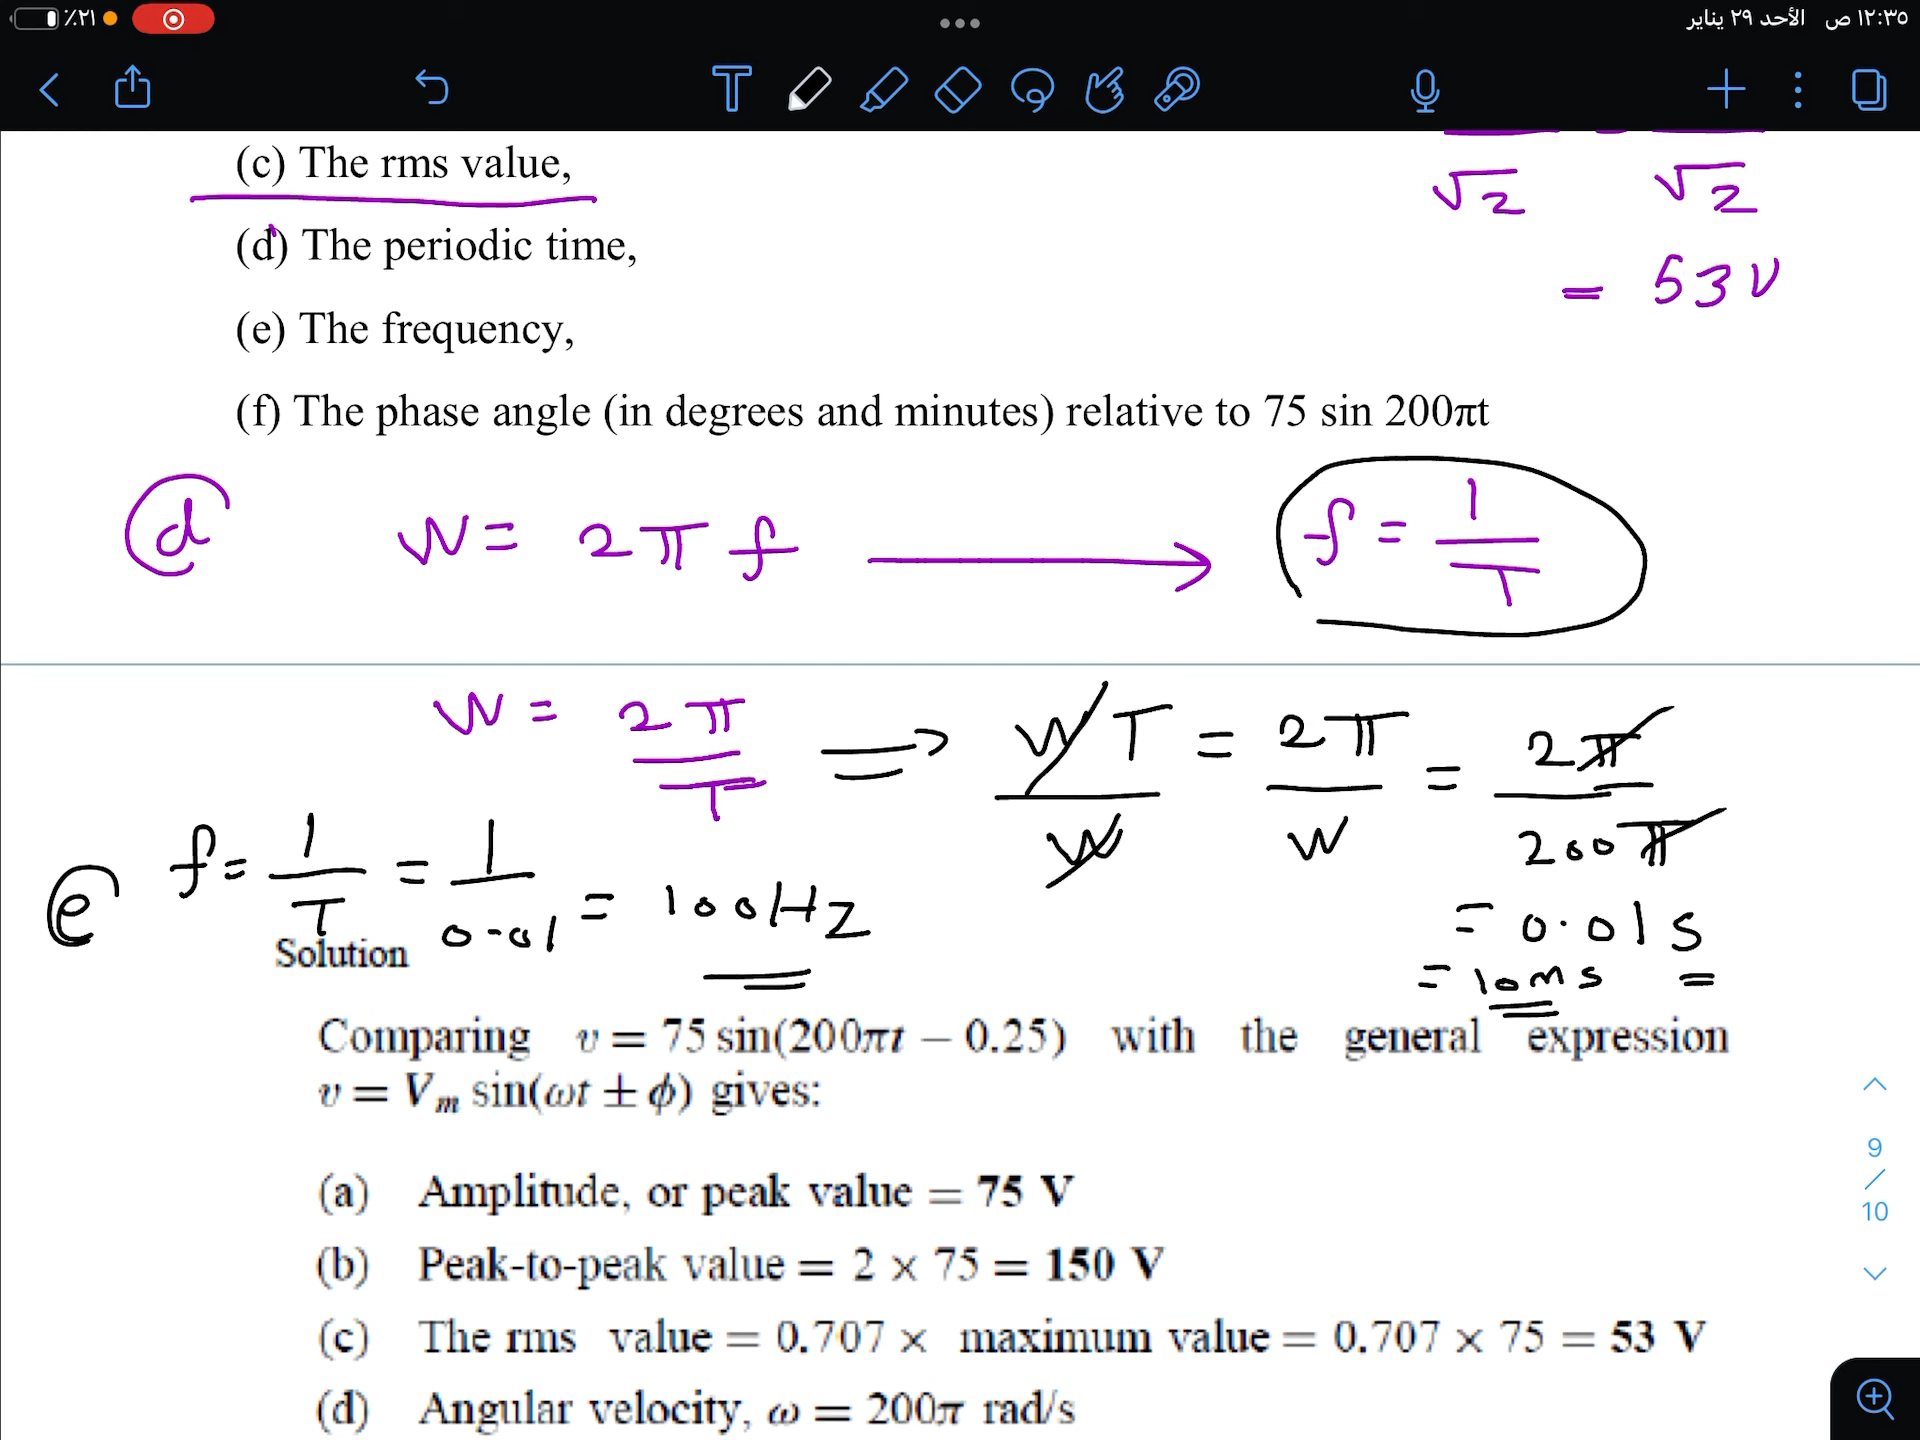 ٪٢١
١٢:٣٥ ص الأحد ٢٩ يناير
(c) The rms value,
√2 √2
(d) The periodic time,
= 53 V
(e) The frequency,
(f) The phase angle (in degrees and minutes) relative to 75 sin 200πt
d W = 2π f → f = 1/T
W = 2π/T ⇒ WT/W = 2π/W = 2π/200π
e f = 1/T = 1/0.01 = 100Hz
= 0.01 s
= 10ms =
Solution
Comparing v = 75 sin(200πt − 0.25) with the general expression
v = Vm sin(ωt ± ϕ) gives:
9
/
10
(a) Amplitude, or peak value = 75 V
(b) Peak-to-peak value = 2 × 75 = 150 V
(c) The rms value = 0.707 × maximum value = 0.707 × 75 = 53 V
(d) Angular velocity, ω = 200π rad/s